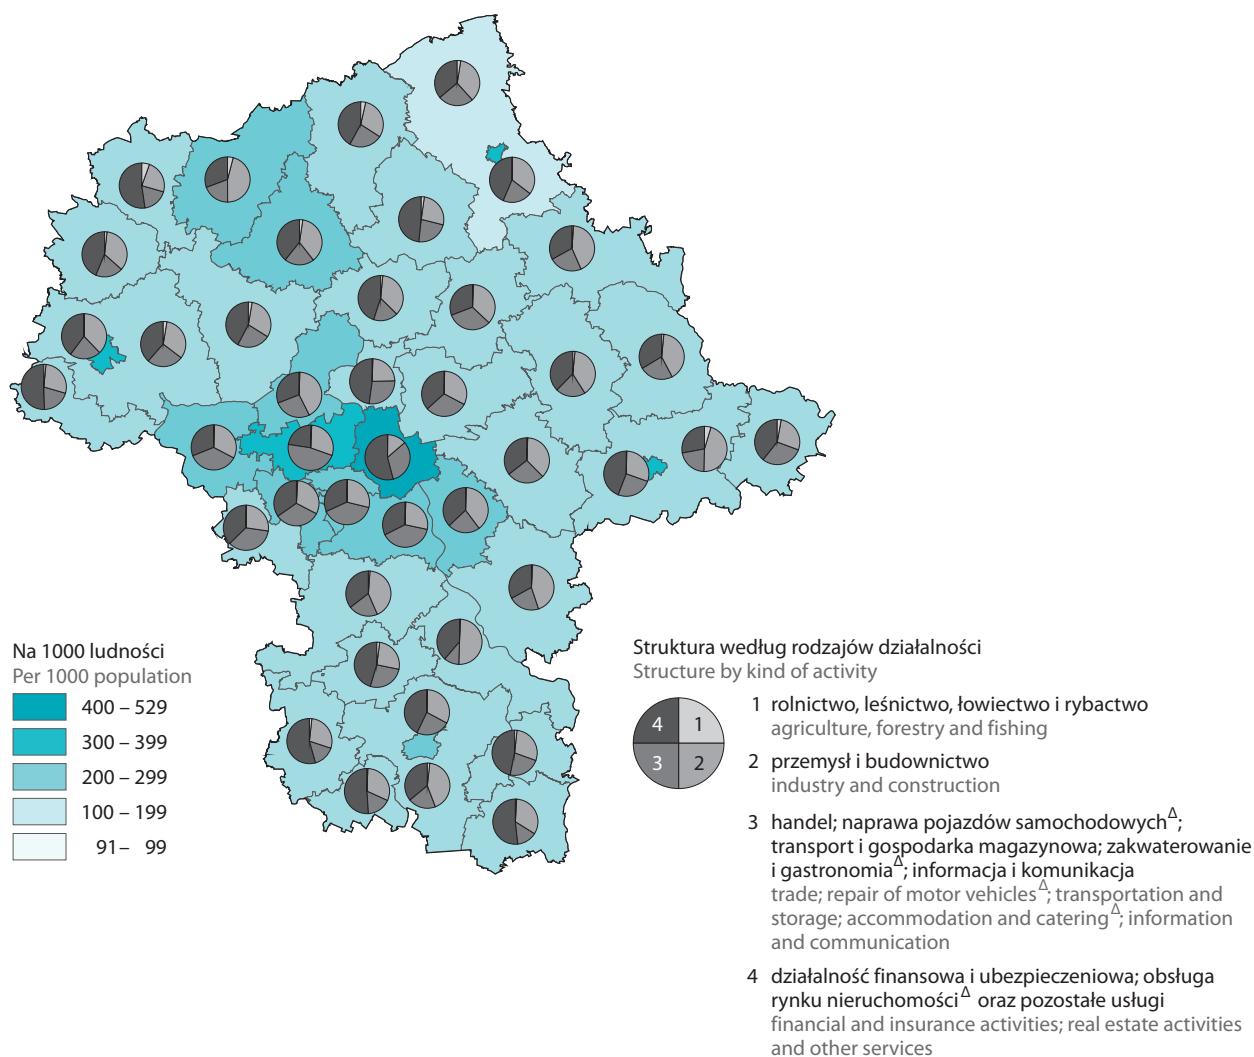 Na 1000 ludności
Per 1000 population
400 – 529
300 – 399
200 – 299
100 – 199
91 – 99
Struktura według rodzajów działalności
Structure by kind of activity
4 1
3 2
1 rolnictwo, leśnictwo, łowiectwo i rybactwo
agriculture, forestry and fishing
2 przemysł i budownictwo
industry and construction
3 handel; naprawa pojazdów samochodowych^Δ;
transport i gospodarka magazynowa; zakwaterowanie
i gastronomia^Δ; informacja i komunikacja
trade; repair of motor vehicles^Δ; transportation and
storage; accommodation and catering^Δ; information
and communication
4 działalność finansowa i ubezpieczeniowa; obsługa
rynku nieruchomości^Δ oraz pozostałe usługi
financial and insurance activities; real estate activities
and other services